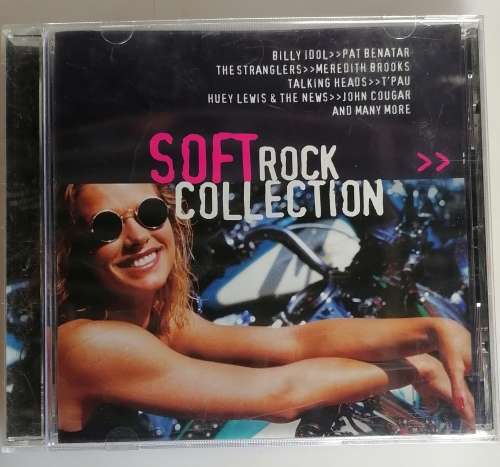 BILLY IDOL>>PAT BENATAR
THE STRANGLERS>>MEREDITH BROOKS
TALKING HEADS>>T'PAU
HUEY LEWIS & THE NEWS>>JOHN COUGAR
AND MANY MORE
SOFT ROCK >>
COLLECTION